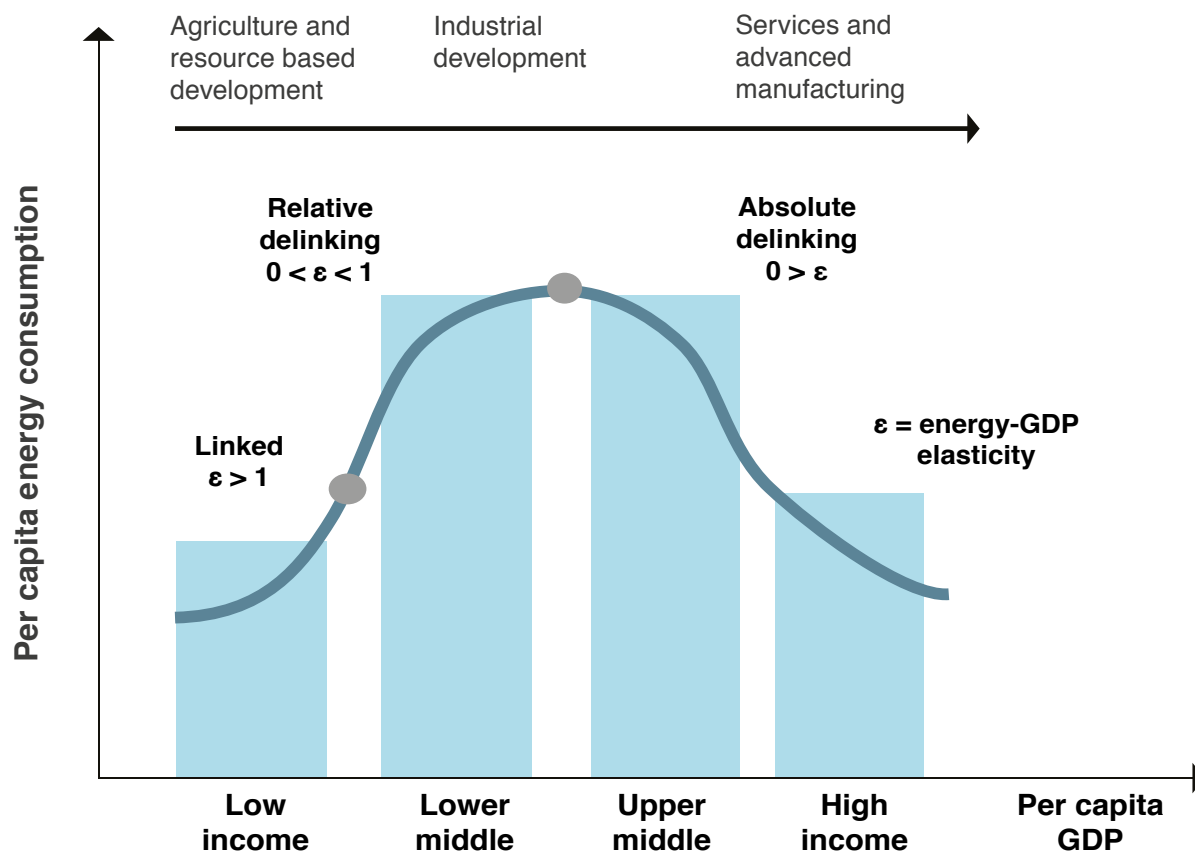 Agriculture and
resource based
development
Industrial
development
Services and
advanced
manufacturing
Relative
delinking
0 < ε < 1
Absolute
delinking
0 > ε
Linked
ε > 1
ε = energy-GDP
elasticity
Per capita energy consumption
Low
income
Lower
middle
Upper
middle
High
income
Per capita
GDP